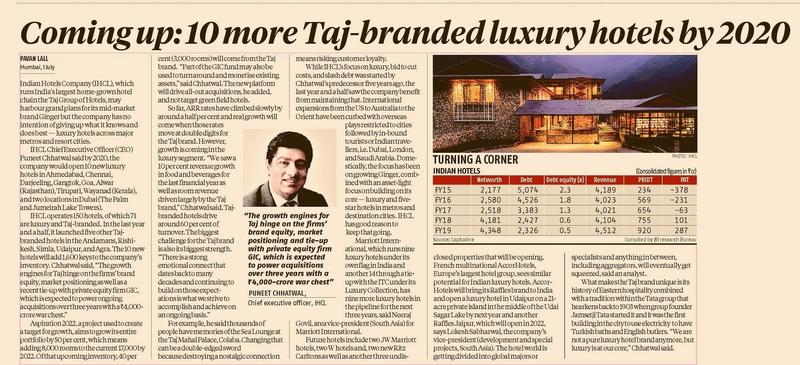 Coming up: 10 more Taj-branded luxury hotels by 2020
PAVAN LALL
Mumbai, 1 July
Indian Hotels Company (IHCL), which
runs India's largest home-grown hotel
chain the Taj Group of Hotels, may
harbour grand plans for its mid-market
brand Ginger but the company has no
intention of giving up what it knows and
does best — luxury hotels across major
metros and resort cities.
IHCL Chief Executive Officer (CEO)
Puneet Chhatwal said by 2020, the
company would open 10 new luxury
hotels in Ahmedabad, Chennai,
Darjeeling, Gangtok, Goa, Alwar
(Rajasthan), Tirupati, Wayanad (Kerala),
and two locations in Dubai (The Palm
and Jumeirah Lake Towers).
IHCL operates 150 hotels, of which 71
are luxury and Taj-branded. In the last year
and a half, it launched five other Taj-
branded hotels in the Andamans, Rishi-
kesh, Simla, Udaipur, and Agra. The 10 new
hotels will add 1,600 keys to the company's
inventory. Chhatwal said, "The growth
engines for Taj hinge on the firms' brand
equity, market positioning as well as a
recent tie-up with private equity firm GIC,
which is expected to power ongoing
acquisitions over three years with a ₹4,000-
crore war chest."
Aspiration 2022, a project used to create
a target for growth, aims to grow its entire
portfolio by 50 per cent, which means
adding 8,000 rooms to the current 17,000 by
2022. Of that upcoming inventory, 40 per
cent (3,000 rooms) will come from the Taj
brand. "Part of the GIC fund may also be
used to turn around and monetise existing
assets," said Chhatwal. The new platform
will drive all-out acquisitions, he added,
and not target green field hotels.
So far, ARR rates have climbed slowly by
around a half per cent and real growth will
come when those rates
move at double digits for
the Taj brand. However,
growth is coming in the
luxury segment. "We saw a
10 per cent revenue growth
in food and beverages for
the last financial year as
well as room revenue
driven largely by the Taj
brand," Chhatwal said. Taj-
branded hotels drive
around 60 per cent of
turnover. The biggest
challenge for the Taj brand
is also its biggest strength.
"There is a strong
emotional connect that
dates back to many
decades and continuing to
build on those expect-
ations is what we strive to
accomplish and achieve on
an ongoing basis."
For example, he said thousands of
people have memories of the Sea Lounge at
the Taj Mahal Palace, Colaba. Changing that
can be a double-edged sword
because destroying a nostalgic connection
"The growth engines for
Taj hinge on the firms'
brand equity, market
positioning and tie-up
with private equity firm
GIC, which is expected
to power acquisitions
over three years with a
₹4,000-crore war chest"
PUNEET CHHATWAL,
Chief executive officer, IHCL
means risking customer loyalty.
While IHCL's focus on luxury, bid to cut
costs, and slash debt was started by
Chhatwal's predecessor five years ago, the
last year and a half saw the company benefit
from maintaining that. International
expansions from the US to Australia to the
Orient have been curbed with overseas
plays restricted to cities
followed by in-bound
tourists or Indian trave-
llers, i.e. Dubai, London,
and Saudi Arabia. Dome-
stically, the focus has been
on growing Ginger, comb-
ined with an asset-light
focus on building on its
core — luxury and five-
star hotels in metros and
destination cities. IHCL
has good reason to
keep that going.
Marriott Intern-
ational, which runs nine
luxury hotels under its
own flag in India and
another 14 through a tie-
up with the ITC under its
Luxury Collection, has
nine more luxury hotels in
the pipeline for the next
three years, said Neeraj
Govil, area vice-president (South Asia) for
Marriott International.
Future hotels include two JW Marriott
hotels, two W hotels and, two new Ritz
Carltons as well as another three undis-
PHOTO: IHCL
TURNING A CORNER
INDIAN HOTELS (Consolidated figures in ₹ cr)
Networth Debt Debt equity (x) Revenue PBIDT PAT
FY15 2,177 5,074 2.3 4,189 234 -378
FY16 2,580 4,526 1.8 4,023 569 -231
FY17 2,518 3,383 1.3 4,021 654 -63
FY18 4,181 2,427 0.6 4,104 755 101
FY19 4,348 2,326 0.5 4,512 920 287
Source: Capitaline Compiled by BS Research Bureau
closed properties that will be opening.
French multinational Accor Hotels,
Europe's largest hotel group, sees similar
potential for Indian luxury hotels. Accor-
Hotels will bring its Raffles brand to India
and open a luxury hotel in Udaipur on a 21-
acre private island in the middle of the Udai
Sagar Lake by next year and another
Raffles Jaipur, which will open in 2022,
says Lokesh Sabharwal, the company's
vice-president (development and special
projects, South Asia). The hotel world is
getting divided into global majors or
specialists and anything in between,
including aggregators, will eventually get
squeezed, said an analyst.
What makes the Taj brand unique is its
history of Eastern hospitality combined
with a tradition within the Tata group that
hearkens back to 1903 when group founder
Jamsetji Tata started it and it was the first
building in the city to use electricity to have
Turkish baths and English butlers. "We are
not a pure play hotel brand anymore, but
luxury is at our core," Chhatwal said.